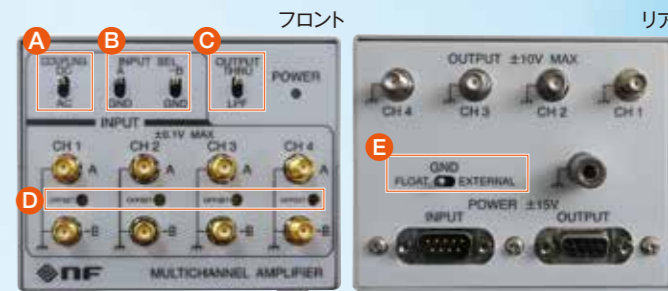 フロント
リア
A
B
C
COUPLING
DC
AC
INPUT SEL.
A
-B
GND
GND
OUTPUT
THRU
LPF
POWER
INPUT
±0.1V MAX
CH 1
CH 2
CH 3
CH 4
A
A
A
A
D
OFFSET
OFFSET
OFFSET
OFFSET
-B
-B
-B
-B
nF
MULTICHANNEL AMPLIFIER
OUTPUT ±10V MAX
CH 4
CH 3
CH 2
CH 1
E
GND
FLOAT
EXTERNAL
POWER ±15V
INPUT
OUTPUT